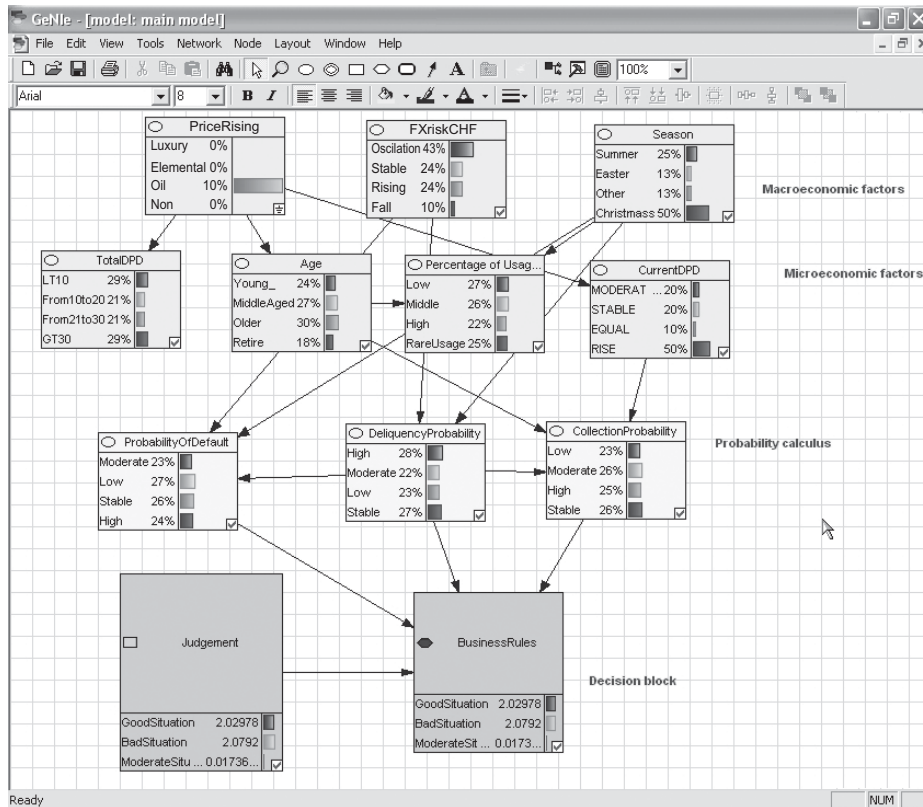 GeNIe - [model: main model]
File Edit View Tools Network Node Layout Window Help
100%
Arial 8 B I
PriceRising
Luxury 0%
Elemental 0%
Oil 10%
Non 0%
FXriskCHF
Oscilation 43%
Stable 24%
Rising 24%
Fall 10%
Season
Summer 25%
Easter 13%
Other 13%
Christmass 50%
Macroeconomic factors
TotalDPD
LT10 29%
From10to20 21%
From21to30 21%
GT30 29%
Age
Young_ 24%
MiddleAged 27%
Older 30%
Retire 18%
Percentage of Usag...
Low 27%
Middle 26%
High 22%
RareUsage 25%
CurrentDPD
MODERAT ... 20%
STABLE 20%
EQUAL 10%
RISE 50%
Microeconomic factors
ProbabilityOfDefault
Moderate 23%
Low 27%
Stable 26%
High 24%
DeliquencyProbability
High 28%
Moderate 22%
Low 23%
Stable 27%
CollectionProbability
Low 23%
Moderate 26%
High 25%
Stable 26%
Probability calculus
Judgement
GoodSituation 2.02978
BadSituation 2.0792
ModerateSitu ... 0.01736...
BusinessRules
GoodSituation 2.02978
BadSituation 2.0792
ModerateSit ... 0.0173...
Decision block
Ready
NUM